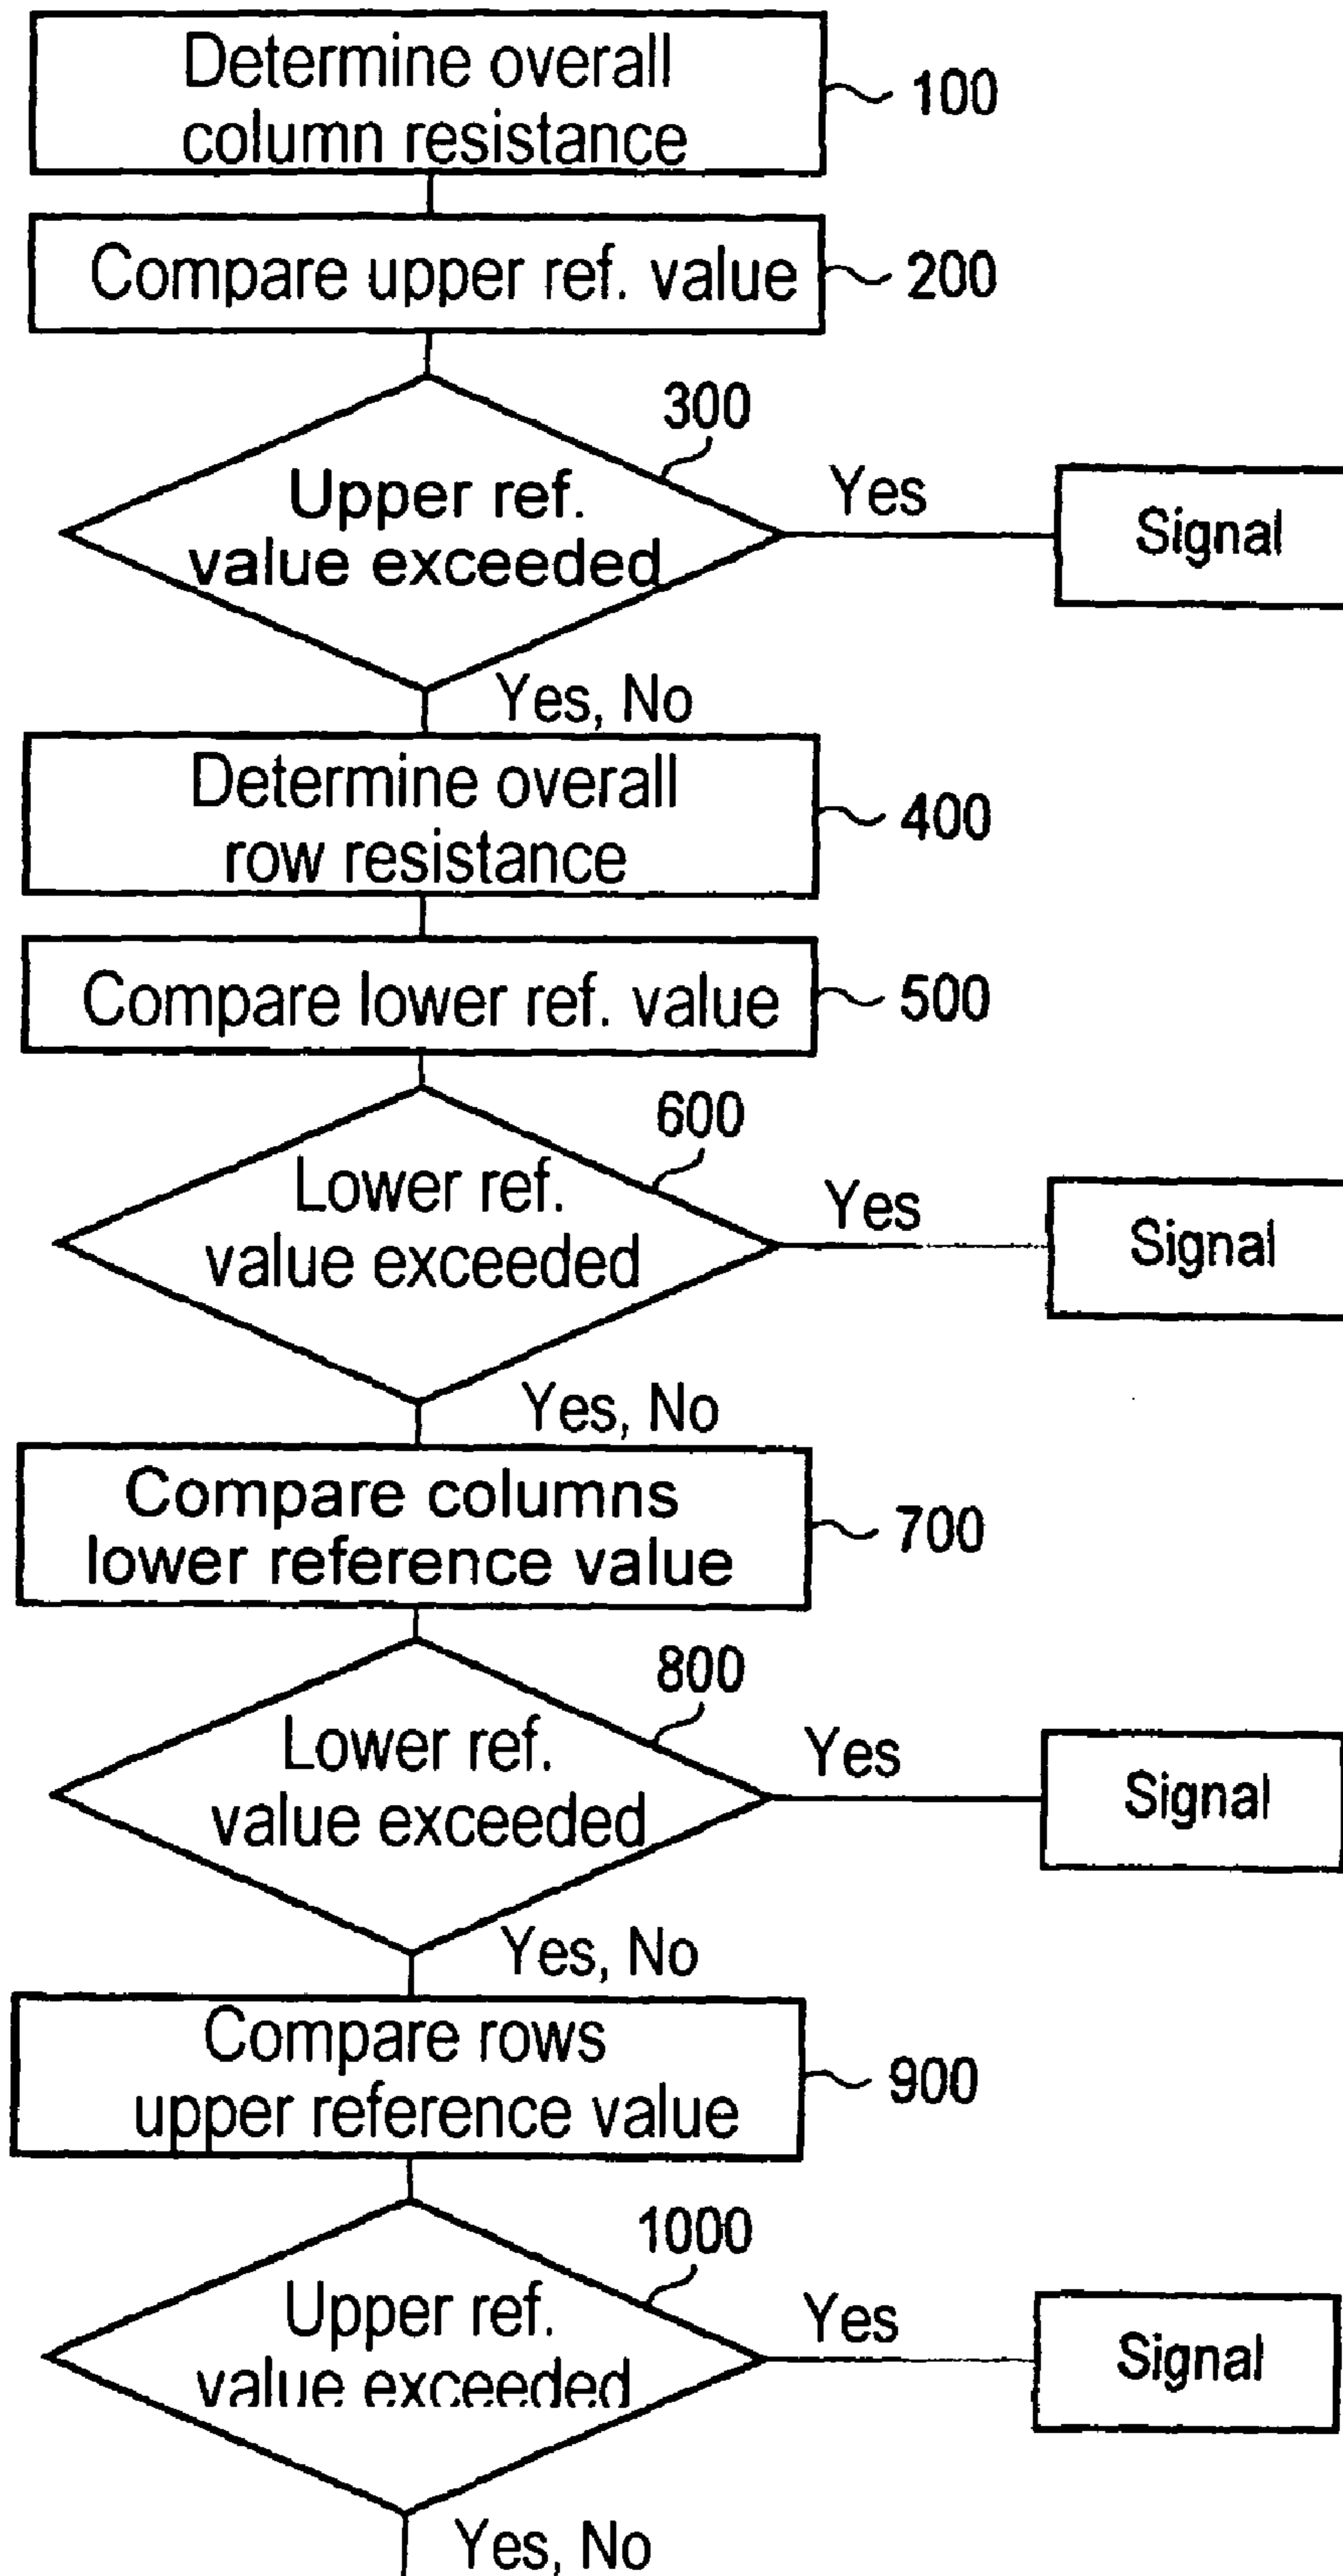 Determine overall
column resistance
100
Compare upper ref. value
200
300
Upper ref.
value exceeded
Yes
Signal
Yes, No
Determine overall
row resistance
400
Compare lower ref. value
500
600
Lower ref.
value exceeded
Yes
Signal
Yes, No
Compare columns
lower reference value
700
800
Lower ref.
value exceeded
Yes
Signal
Yes, No
Compare rows
upper reference value
900
1000
Upper ref.
value exceeded
Yes
Signal
Yes, No